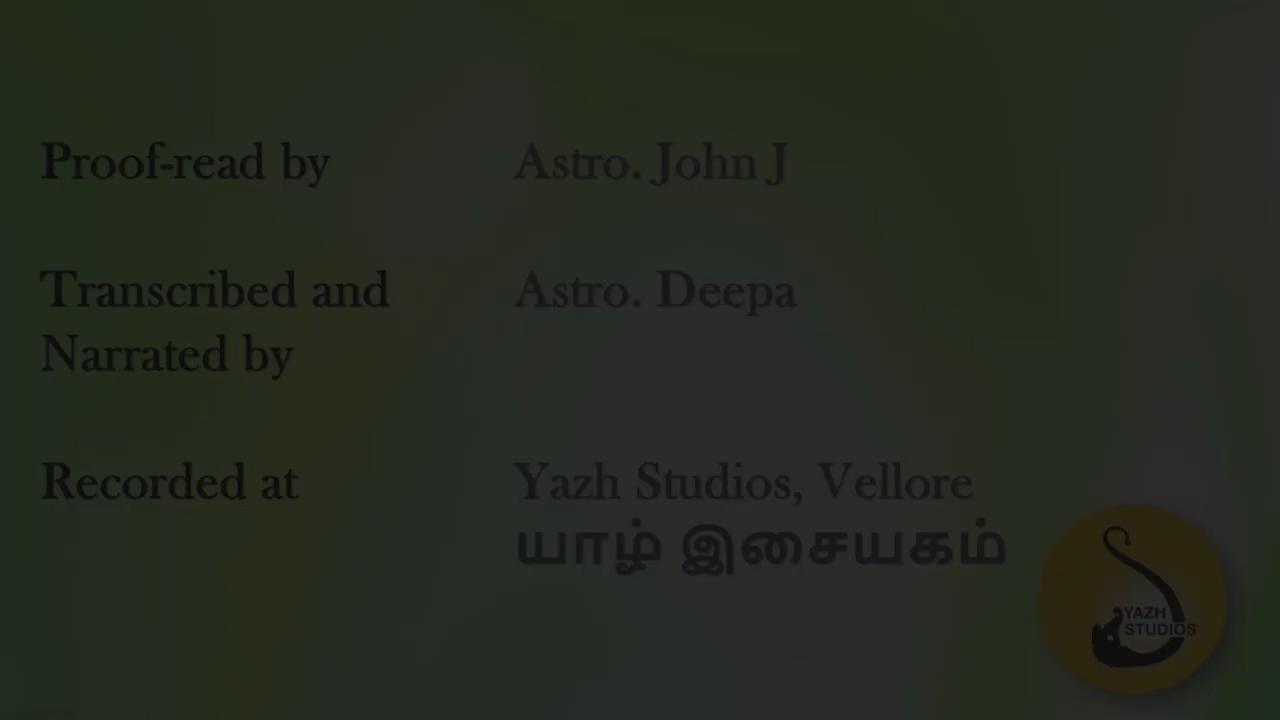 Proof-read by Astro. John J
Transcribed and Astro. Deepa
Narrated by
Recorded at Yazh Studios, Vellore
யாழ் இசையகம்
YAZH
STUDIOS